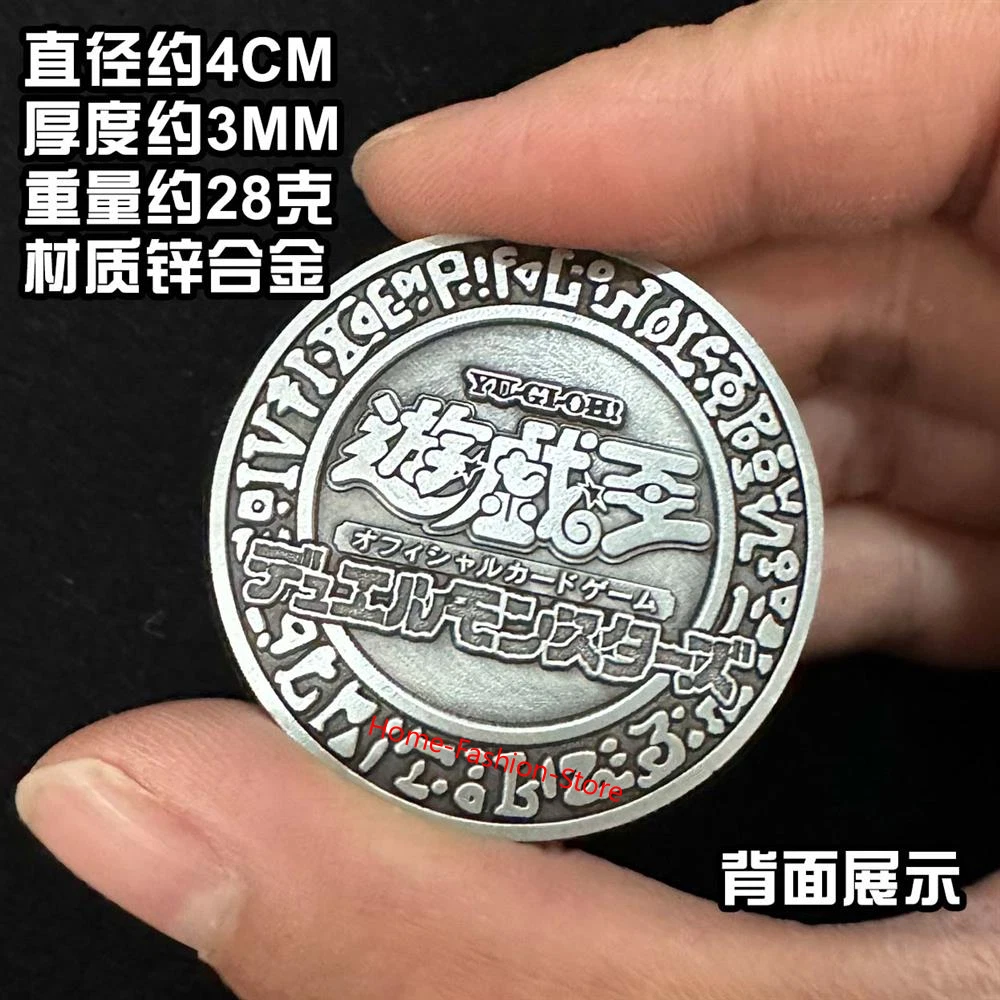 直径约4CM
厚度约3MM
重量约28克
材质锌合金
YU-GI-OH!
遊戯王
オフィシャルカードゲーム
デュエルモンスターズ
Home-Fashion-Store
背面展示